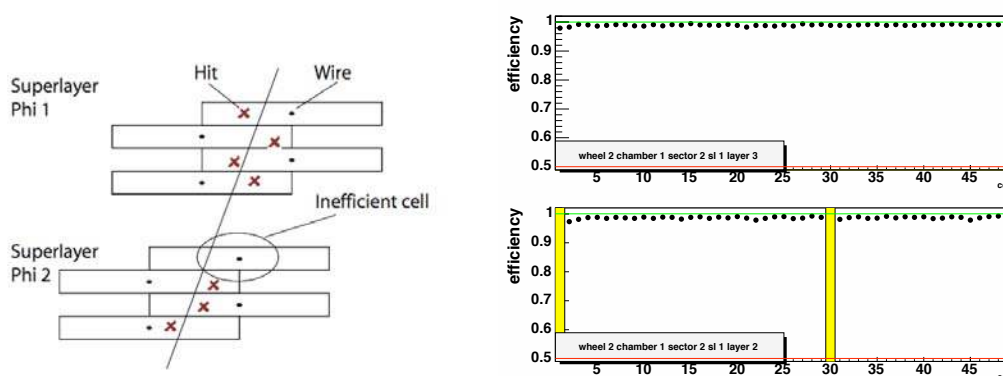 Superlayer
Phi 1
Hit
Wire
Inefficient cell
Superlayer
Phi 2
efficiency
1
0.9
0.8
0.7
0.6
0.5
wheel 2 chamber 1 sector 2 sl 1 layer 3
5 10 15 20 25 30 35 40 45
efficiency
1
0.9
0.8
0.7
0.6
0.5
wheel 2 chamber 1 sector 2 sl 1 layer 2
5 10 15 20 25 30 35 40 45